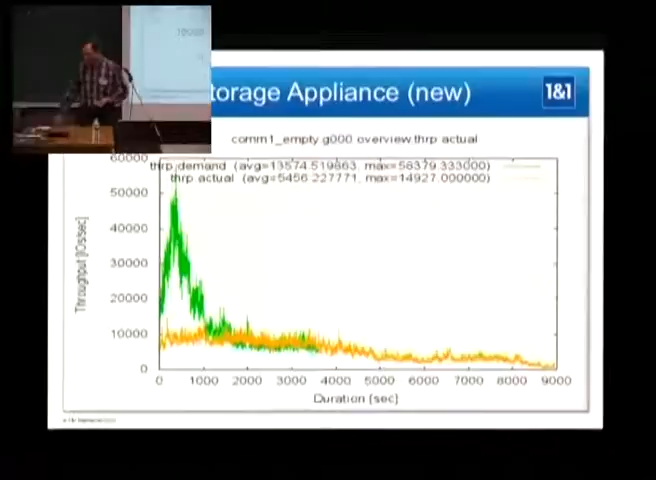 torage Appliance (new)
1&1
comm1_empty g000 overview.thrp actual
thrp demand (avg=13574.519863, max=58379.333000)
thrp actual (avg=5456.227771, max=14927.000000)
60000
50000
40000
30000
20000
10000
0
Throughput [IOs/sec]
0 1000 2000 3000 4000 5000 6000 7000 8000 9000
Duration [sec]